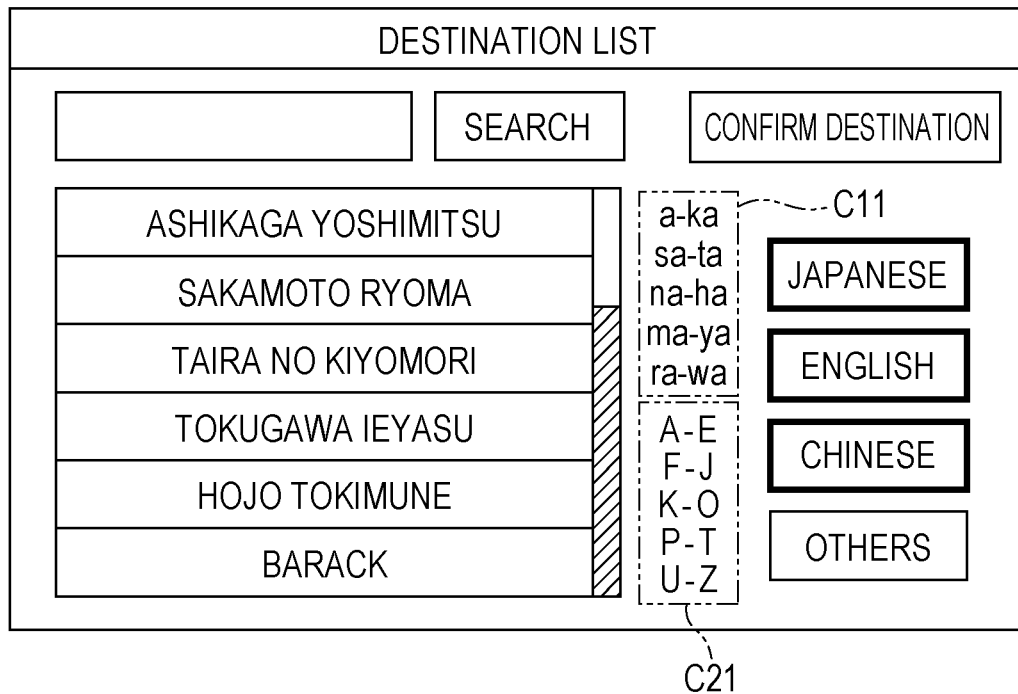 DESTINATION LIST
SEARCH
CONFIRM DESTINATION
ASHIKAGA YOSHIMITSU
SAKAMOTO RYOMA
TAIRA NO KIYOMORI
TOKUGAWA IEYASU
HOJO TOKIMUNE
BARACK
a-ka
sa-ta
na-ha
ma-ya
ra-wa
A-E
F-J
K-O
P-T
U-Z
C11
JAPANESE
ENGLISH
CHINESE
OTHERS
C21